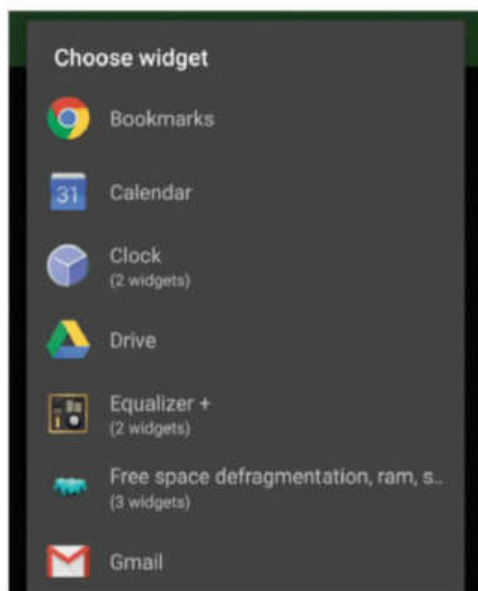 Choose widget
Bookmarks
31
Calendar
Clock
(2 widgets)
Drive
Equalizer +
(2 widgets)
Free space defragmentation, ram, s..
(3 widgets)
Gmail